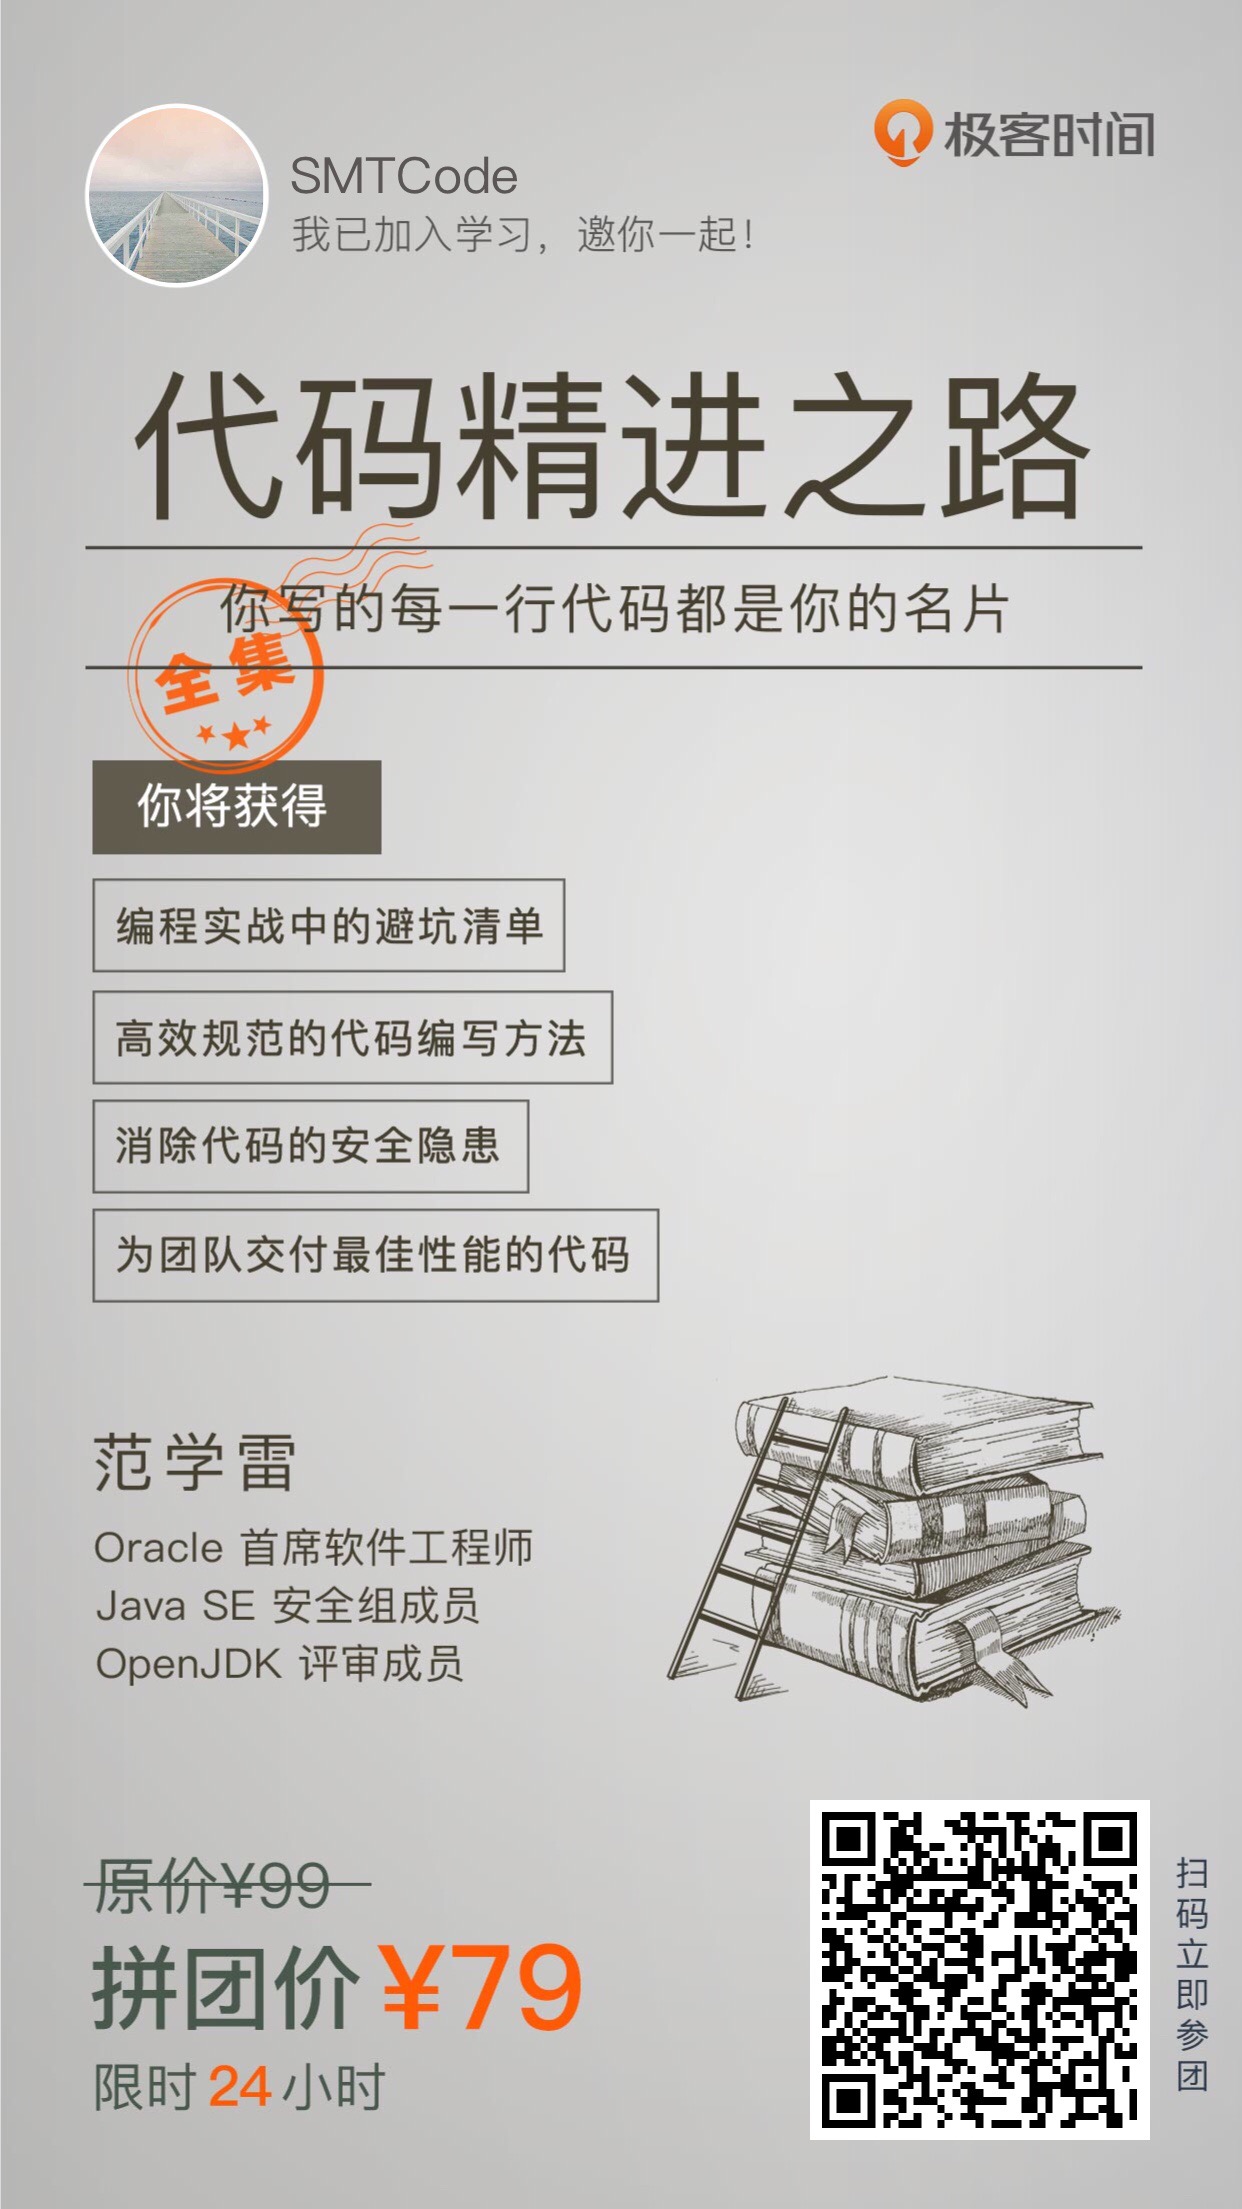 极客时间
SMTCode
我已加入学习，邀你一起！
代码精进之路
你写的每一行代码都是你的名片
全集
你将获得
编程实战中的避坑清单
高效规范的代码编写方法
消除代码的安全隐患
为团队交付最佳性能的代码
范学雷
Oracle 首席软件工程师
Java SE 安全组成员
OpenJDK 评审成员
原价¥99
拼团价¥79
限时24小时
扫码立即参团